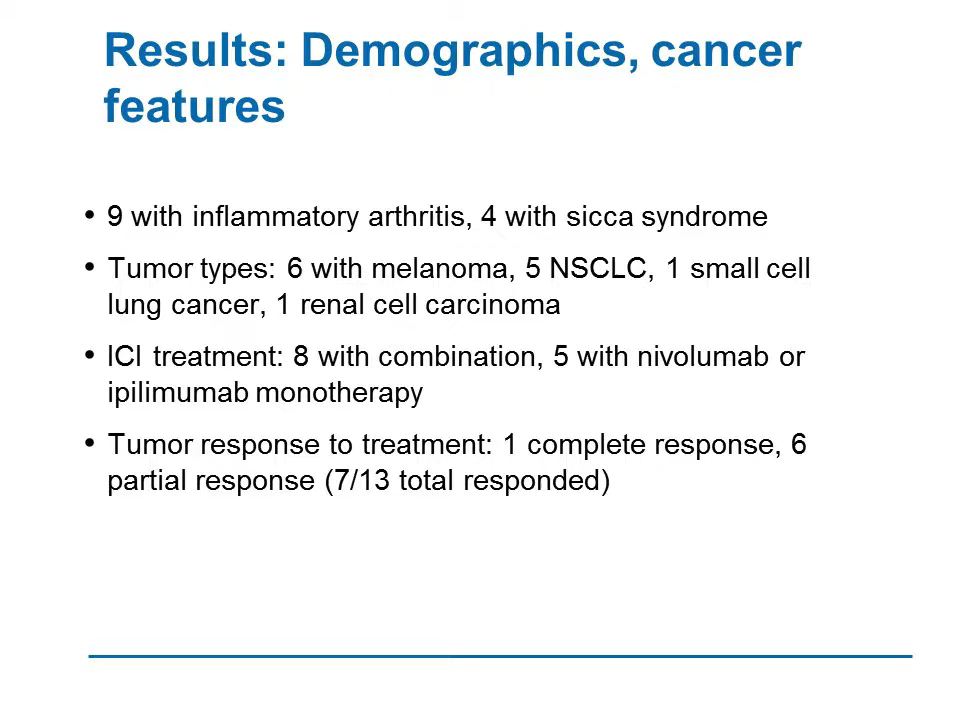 Results: Demographics, cancer
features
• 9 with inflammatory arthritis, 4 with sicca syndrome
• Tumor types: 6 with melanoma, 5 NSCLC, 1 small cell
lung cancer, 1 renal cell carcinoma
• ICI treatment: 8 with combination, 5 with nivolumab or
ipilimumab monotherapy
• Tumor response to treatment: 1 complete response, 6
partial response (7/13 total responded)